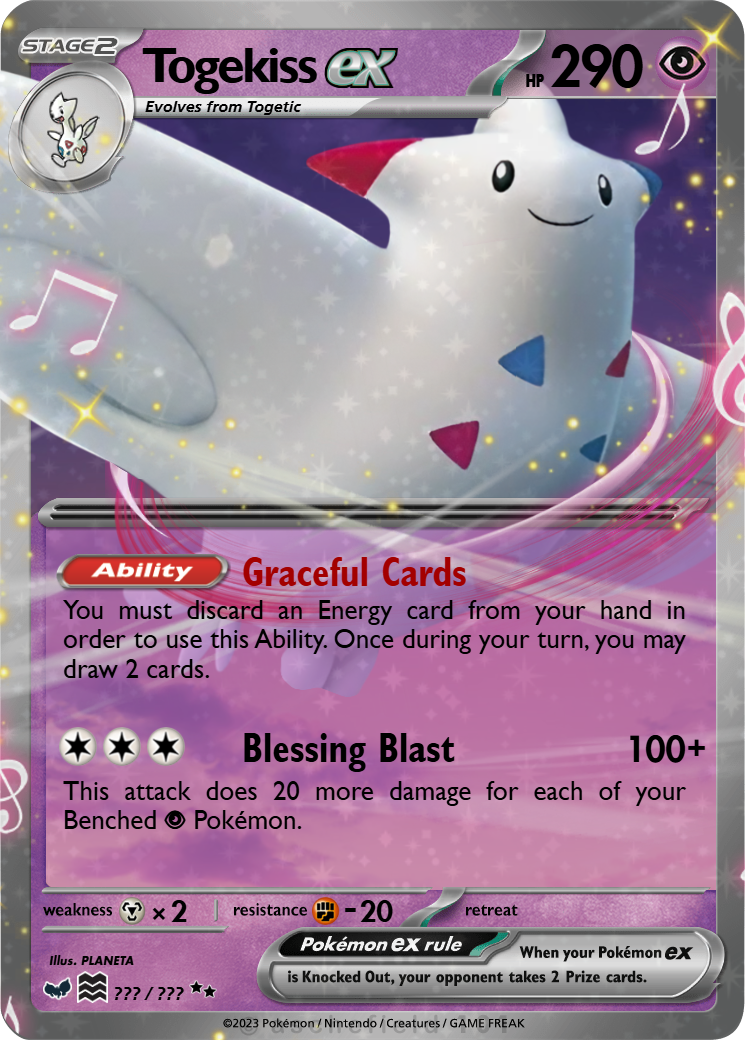 STAGE2
Togekiss ex
HP 290
Evolves from Togetic
Ability Graceful Cards
You must discard an Energy card from your hand in
order to use this Ability. Once during your turn, you may
draw 2 cards.
Blessing Blast 100+
This attack does 20 more damage for each of your
Benched Pokémon.
weakness ×2 resistance -20 retreat
Illus. PLANETA
??? / ???
Pokémon ex rule When your Pokémon ex
is Knocked Out, your opponent takes 2 Prize cards.
©2023 Pokémon / Nintendo / Creatures / GAME FREAK